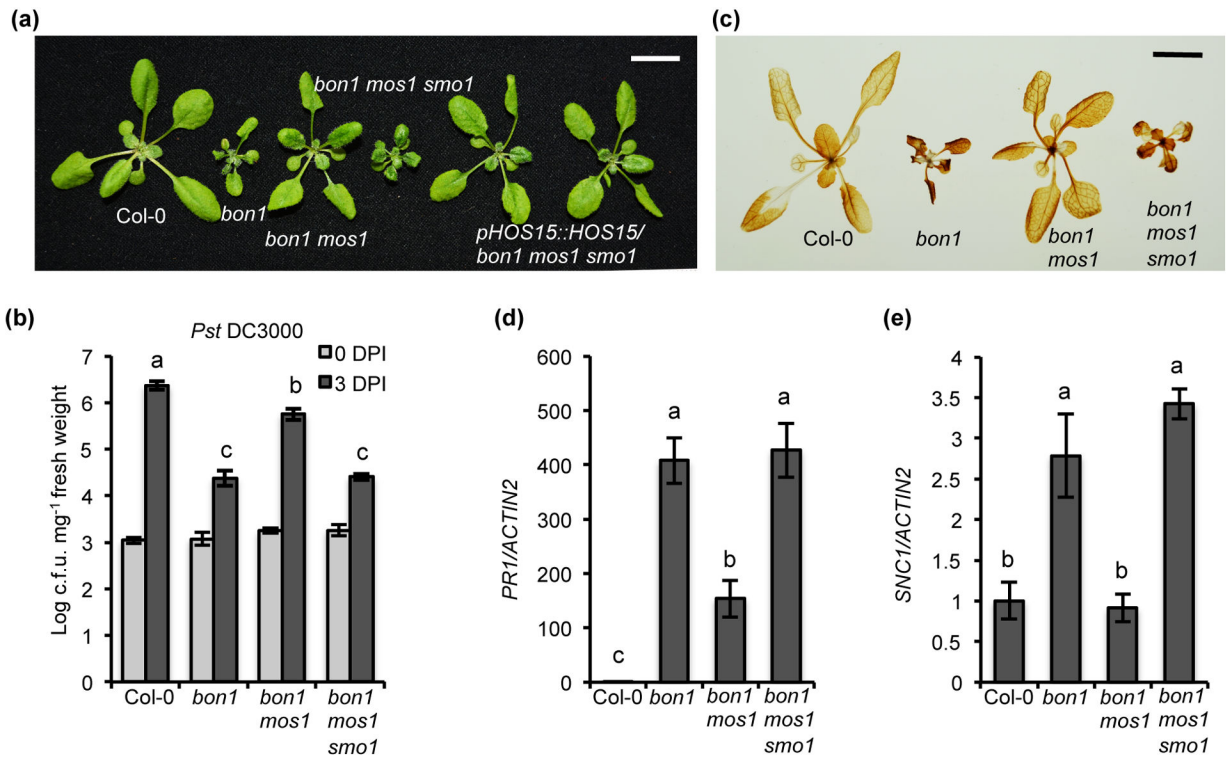 (a)
bon1 mos1 smo1
Col-0
bon1
bon1 mos1
pHOS15::HOS15/
bon1 mos1 smo1
(c)
Col-0
bon1
bon1
mos1
bon1
mos1
smo1
(b)
Pst DC3000
0 DPI
3 DPI
Log c.f.u. mg⁻¹ fresh weight
7
6
5
4
3
2
1
0
a
c
b
c
Col-0
bon1
bon1
mos1
bon1
mos1
smo1
(d)
PR1/ACTIN2
600
500
400
300
200
100
0
c
a
b
a
Col-0
bon1
bon1
mos1
bon1
mos1
smo1
(e)
SNC1/ACTIN2
4
3.5
3
2.5
2
1.5
1
0.5
0
b
a
b
a
Col-0
bon1
bon1
mos1
bon1
mos1
smo1